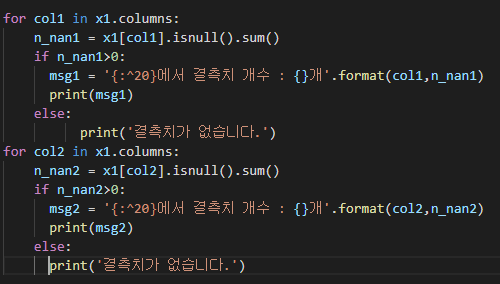 for col1 in x1.columns:
n_nan1 = x1[col1].isnull().sum()
if n_nan1>0:
msg1 = '{:^20}에서 결측치 개수 : {}개'.format(col1,n_nan1)
print(msg1)
else:
print('결측치가 없습니다.')
for col2 in x1.columns:
n_nan2 = x1[col2].isnull().sum()
if n_nan2>0:
msg2 = '{:^20}에서 결측치 개수 : {}개'.format(col2,n_nan2)
print(msg2)
else:
print('결측치가 없습니다.')